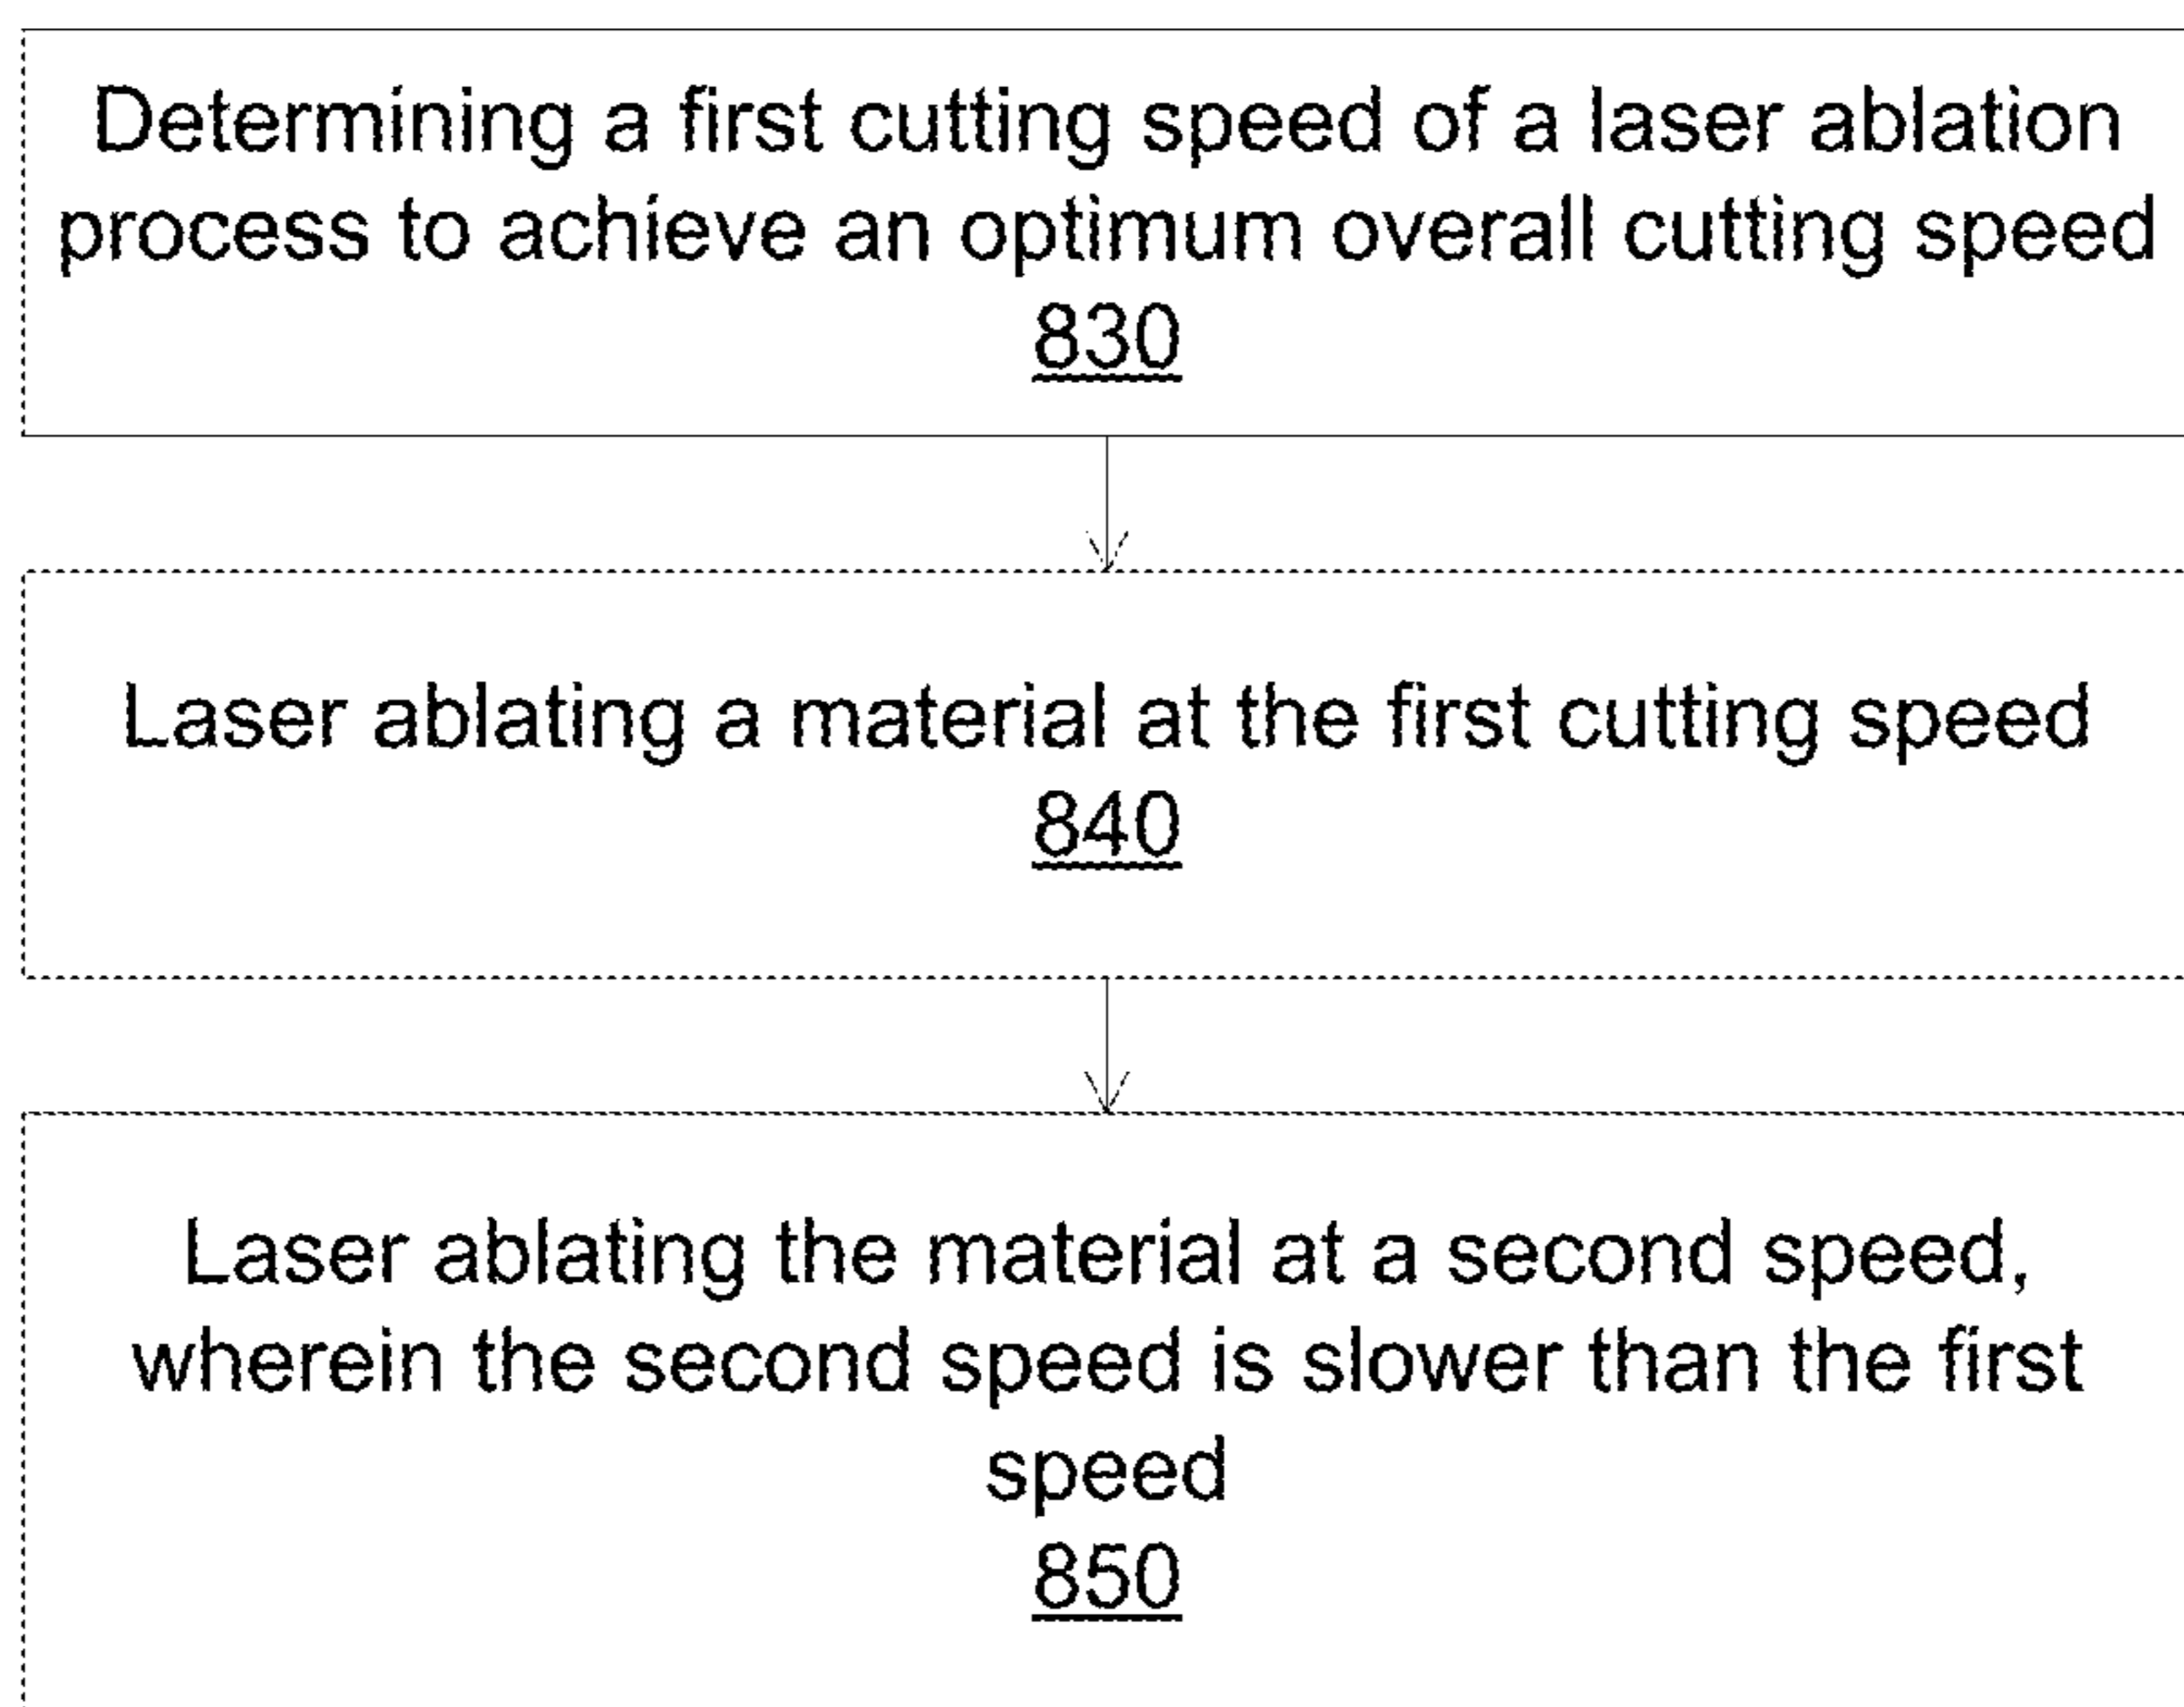 Determining a first cutting speed of a laser ablation
process to achieve an optimum overall cutting speed
830
Laser ablating a material at the first cutting speed
840
Laser ablating the material at a second speed,
wherein the second speed is slower than the first
speed
850